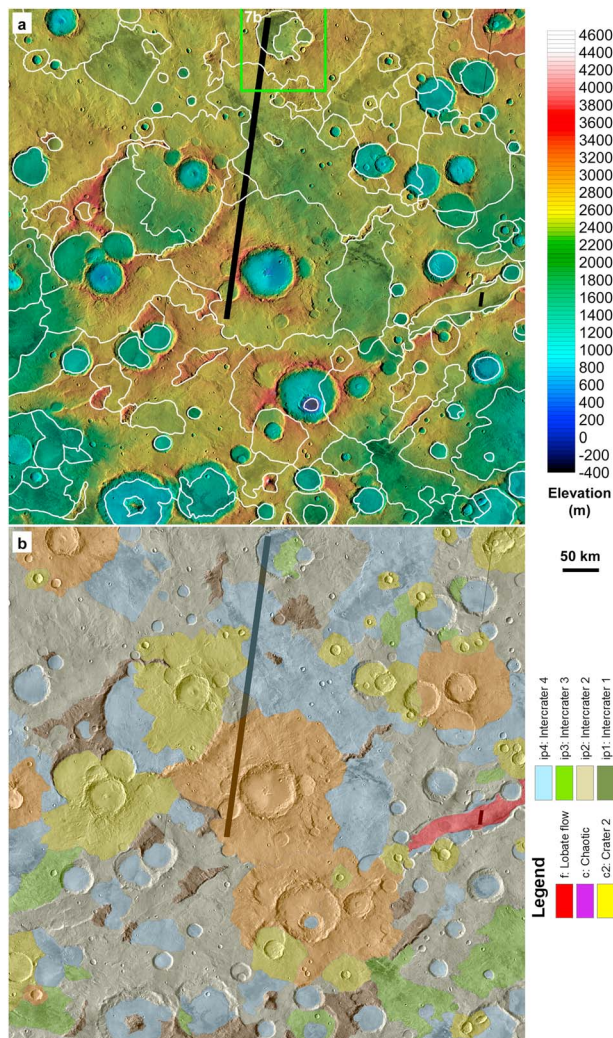 a
7b
4600
4400
4200
4000
3800
3600
3400
3200
3000
2800
2600
2400
2200
2000
1800
1600
1400
1200
1000
800
600
400
200
0
-200
-400
Elevation
(m)
50 km
b
Legend
ip4: Intercrater 4
ip3: Intercrater 3
ip2: Intercrater 2
ip1: Intercrater 1
f: Lobate flow
c: Chaotic
c2: Crater 2